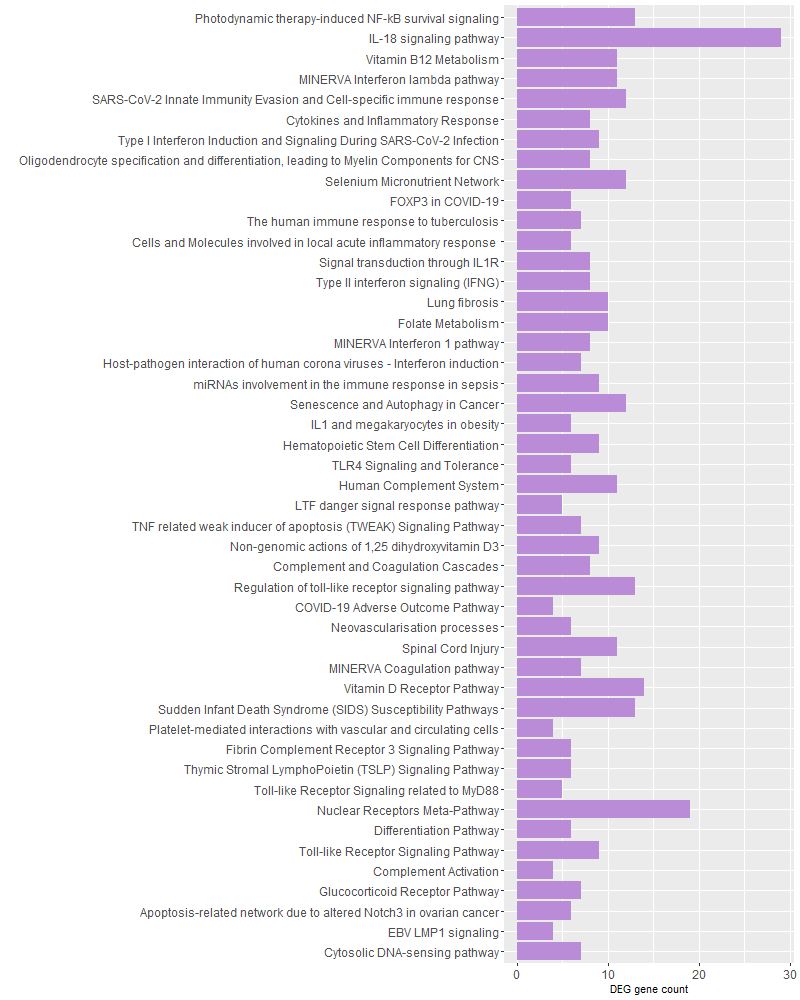 Photodynamic therapy-induced NF-kB survival signaling
IL-18 signaling pathway
Vitamin B12 Metabolism
MINERVA Interferon lambda pathway
SARS-CoV-2 Innate Immunity Evasion and Cell-specific immune response
Cytokines and Inflammatory Response
Type I Interferon Induction and Signaling During SARS-CoV-2 Infection
Oligodendrocyte specification and differentiation, leading to Myelin Components for CNS
Selenium Micronutrient Network
FOXP3 in COVID-19
The human immune response to tuberculosis
Cells and Molecules involved in local acute inflammatory response
Signal transduction through IL1R
Type II interferon signaling (IFNG)
Lung fibrosis
Folate Metabolism
MINERVA Interferon 1 pathway
Host-pathogen interaction of human corona viruses - Interferon induction
miRNAs involvement in the immune response in sepsis
Senescence and Autophagy in Cancer
IL1 and megakaryocytes in obesity
Hematopoietic Stem Cell Differentiation
TLR4 Signaling and Tolerance
Human Complement System
LTF danger signal response pathway
TNF related weak inducer of apoptosis (TWEAK) Signaling Pathway
Non-genomic actions of 1,25 dihydroxyvitamin D3
Complement and Coagulation Cascades
Regulation of toll-like receptor signaling pathway
COVID-19 Adverse Outcome Pathway
Neovascularisation processes
Spinal Cord Injury
MINERVA Coagulation pathway
Vitamin D Receptor Pathway
Sudden Infant Death Syndrome (SIDS) Susceptibility Pathways
Platelet-mediated interactions with vascular and circulating cells
Fibrin Complement Receptor 3 Signaling Pathway
Thymic Stromal LymphoPoietin (TSLP) Signaling Pathway
Toll-like Receptor Signaling related to MyD88
Nuclear Receptors Meta-Pathway
Differentiation Pathway
Toll-like Receptor Signaling Pathway
Complement Activation
Glucocorticoid Receptor Pathway
Apoptosis-related network due to altered Notch3 in ovarian cancer
EBV LMP1 signaling
Cytosolic DNA-sensing pathway
0 10 20 30
DEG gene count